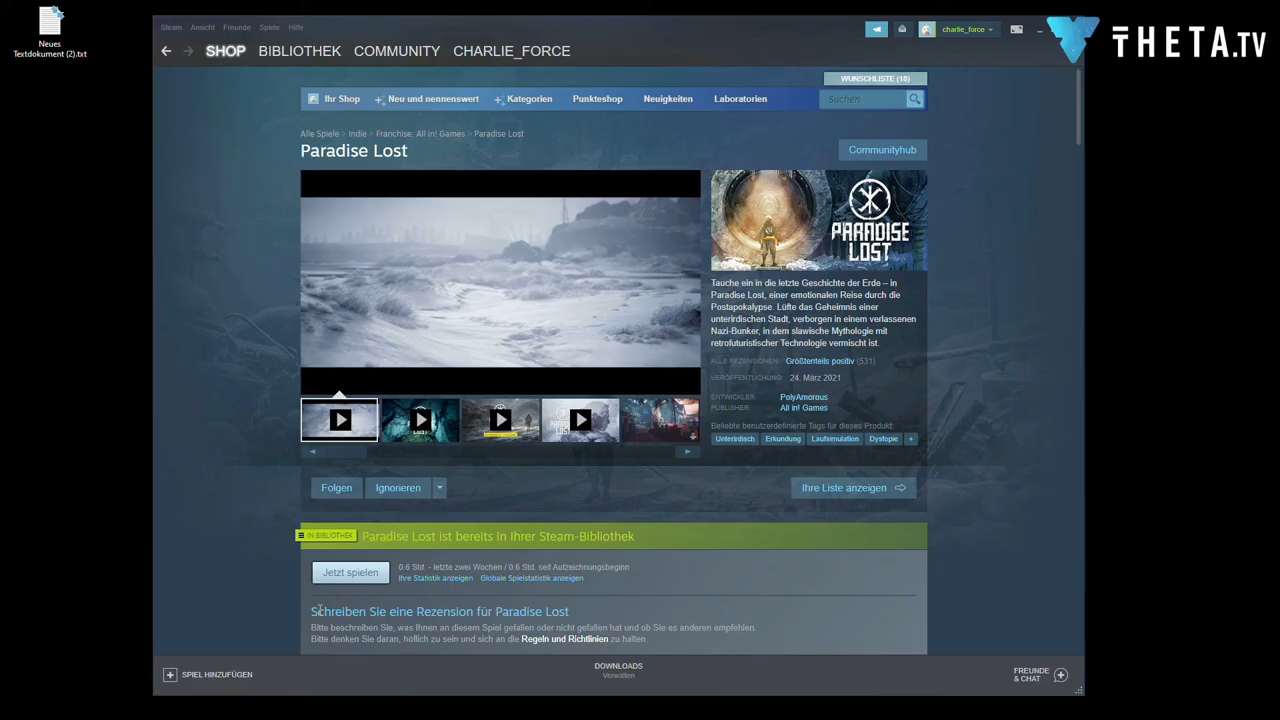 Neues
Textdokument (2).txt
Steam Ansicht Freunde Spiele Hilfe
charlie_force
THETA.tv
SHOP BIBLIOTHEK COMMUNITY CHARLIE_FORCE
WUNSCHLISTE (15)
Ihr Shop Neu und nennenswert Kategorien Punkteshop Neuigkeiten Laboratorien Suchen
Alle Spiele > Indie > Franchise: All in! Games > Paradise Lost
Paradise Lost
Communityhub
PARADISE
LOST
Tauche ein in die letzte Geschichte der Erde – in
Paradise Lost, einer emotionalen Reise durch die
Postapokalypse. Lüfte das Geheimnis einer
unterirdischen Stadt, verborgen in einem verlassenen
Nazi-Bunker, in dem slawische Mythologie mit
retrofuturistischer Technologie vermischt ist.
ALLE REZENSIONEN: Größtenteils positiv (531)
VERÖFFENTLICHUNG: 24. März 2021
ENTWICKLER: PolyAmorous
PUBLISHER: All in! Games
Beliebte benutzerdefinierte Tags für dieses Produkt:
Unterirdisch Erkundung Laufsimulation Dystopie +
Folgen Ignorieren Ihre Liste anzeigen
IN BIBLIOTHEK Paradise Lost ist bereits in Ihrer Steam-Bibliothek
Jetzt spielen
0.6 Std. - letzte zwei Wochen / 0.6 Std. seit Aufzeichnungsbeginn
Ihre Statistik anzeigen Globale Spielstatistik anzeigen
Schreiben Sie eine Rezension für Paradise Lost
Bitte beschreiben Sie, was Ihnen an diesem Spiel gefallen oder nicht gefallen hat und ob Sie es anderen empfehlen.
Bitte denken Sie daran, höflich zu sein und sich an die Regeln und Richtlinien zu halten.
SPIEL HINZUFÜGEN
DOWNLOADS
Verwalten
FREUNDE
& CHAT